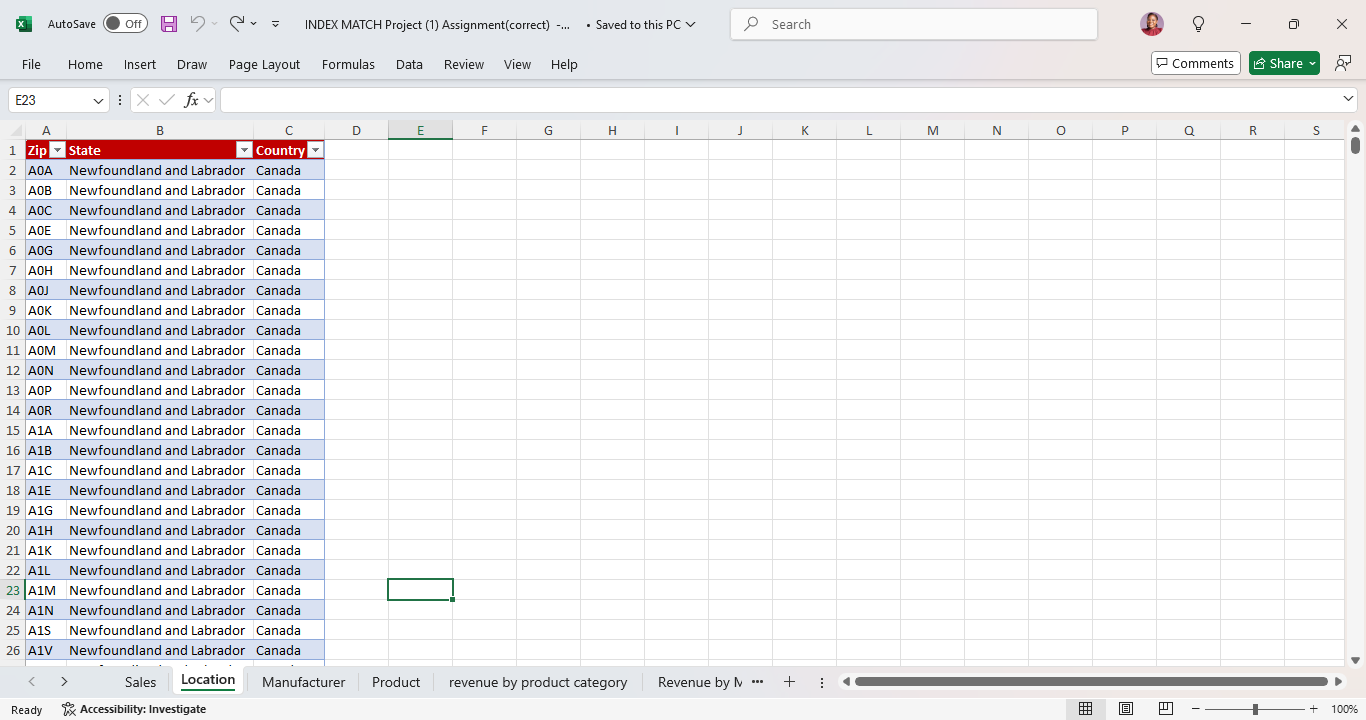 AutoSave Off INDEX MATCH Project (1) Assignment(correct) -... • Saved to this PC Search
File Home Insert Draw Page Layout Formulas Data Review View Help Comments Share
E23 fx
A B C D E F G H I J K L M N O P Q R S
1 Zip State Country
2 A0A Newfoundland and Labrador Canada
3 A0B Newfoundland and Labrador Canada
4 A0C Newfoundland and Labrador Canada
5 A0E Newfoundland and Labrador Canada
6 A0G Newfoundland and Labrador Canada
7 A0H Newfoundland and Labrador Canada
8 A0J Newfoundland and Labrador Canada
9 A0K Newfoundland and Labrador Canada
10 A0L Newfoundland and Labrador Canada
11 A0M Newfoundland and Labrador Canada
12 A0N Newfoundland and Labrador Canada
13 A0P Newfoundland and Labrador Canada
14 A0R Newfoundland and Labrador Canada
15 A1A Newfoundland and Labrador Canada
16 A1B Newfoundland and Labrador Canada
17 A1C Newfoundland and Labrador Canada
18 A1E Newfoundland and Labrador Canada
19 A1G Newfoundland and Labrador Canada
20 A1H Newfoundland and Labrador Canada
21 A1K Newfoundland and Labrador Canada
22 A1L Newfoundland and Labrador Canada
23 A1M Newfoundland and Labrador Canada
24 A1N Newfoundland and Labrador Canada
25 A1S Newfoundland and Labrador Canada
26 A1V Newfoundland and Labrador Canada
Sales Location Manufacturer Product revenue by product category Revenue by M ...
Ready Accessibility: Investigate 100%